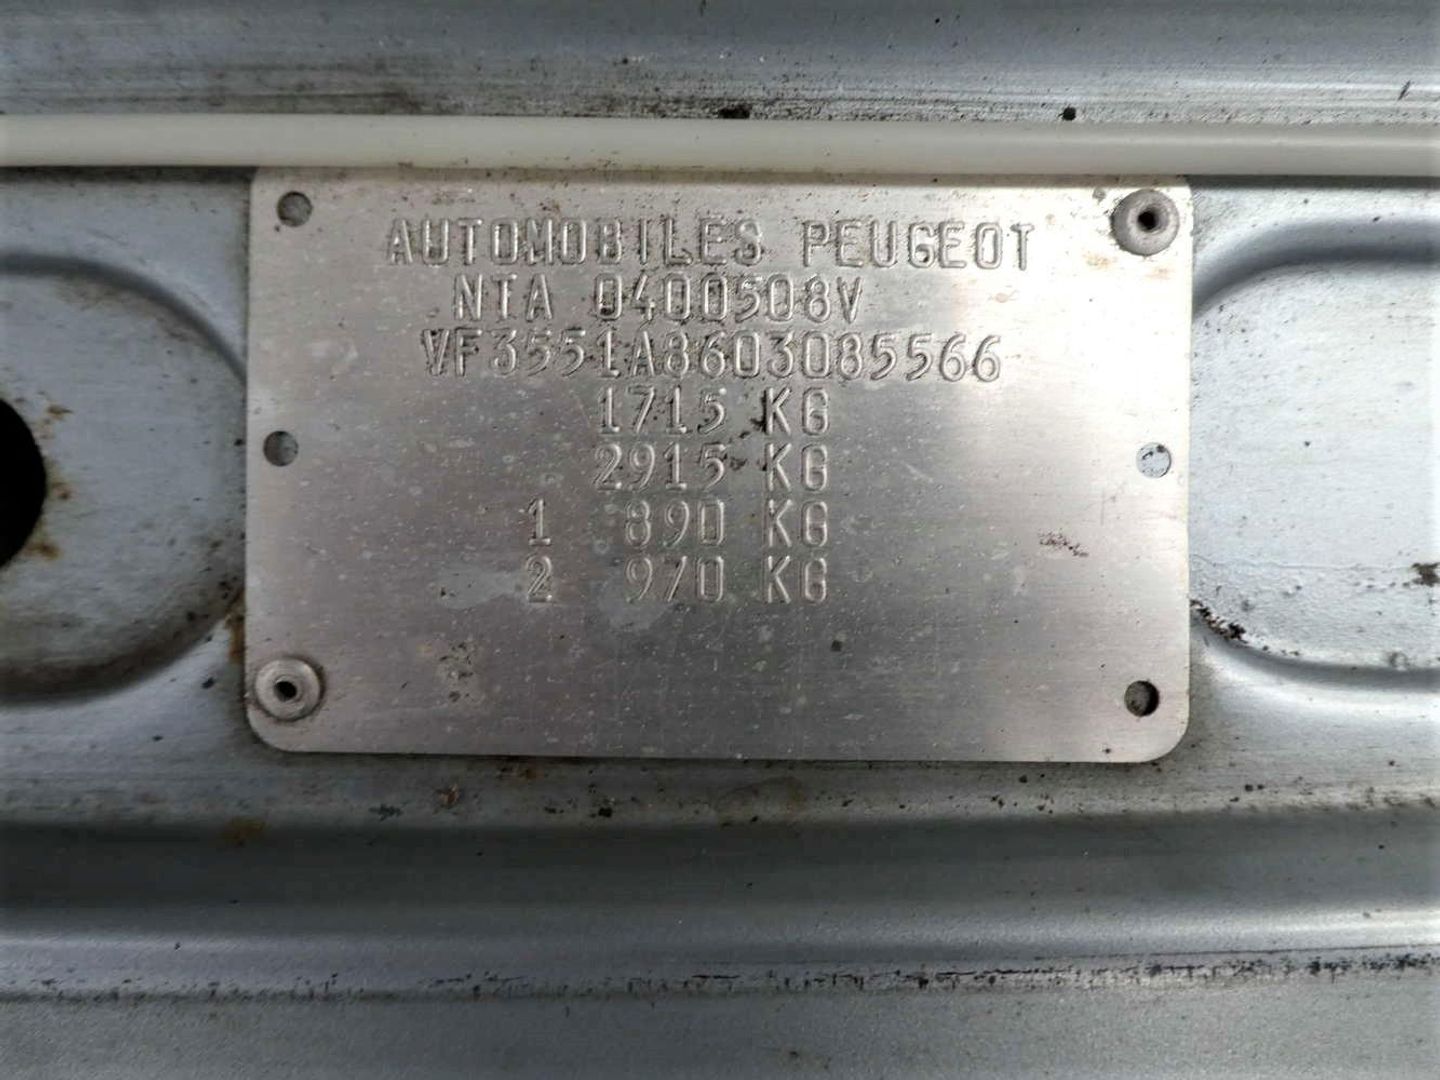 AUTOMOBILES PEUGEOT
NTA 0400508V
VF3551A8603085566
1715 KG
2915 KG
1 890 KG
2 970 KG